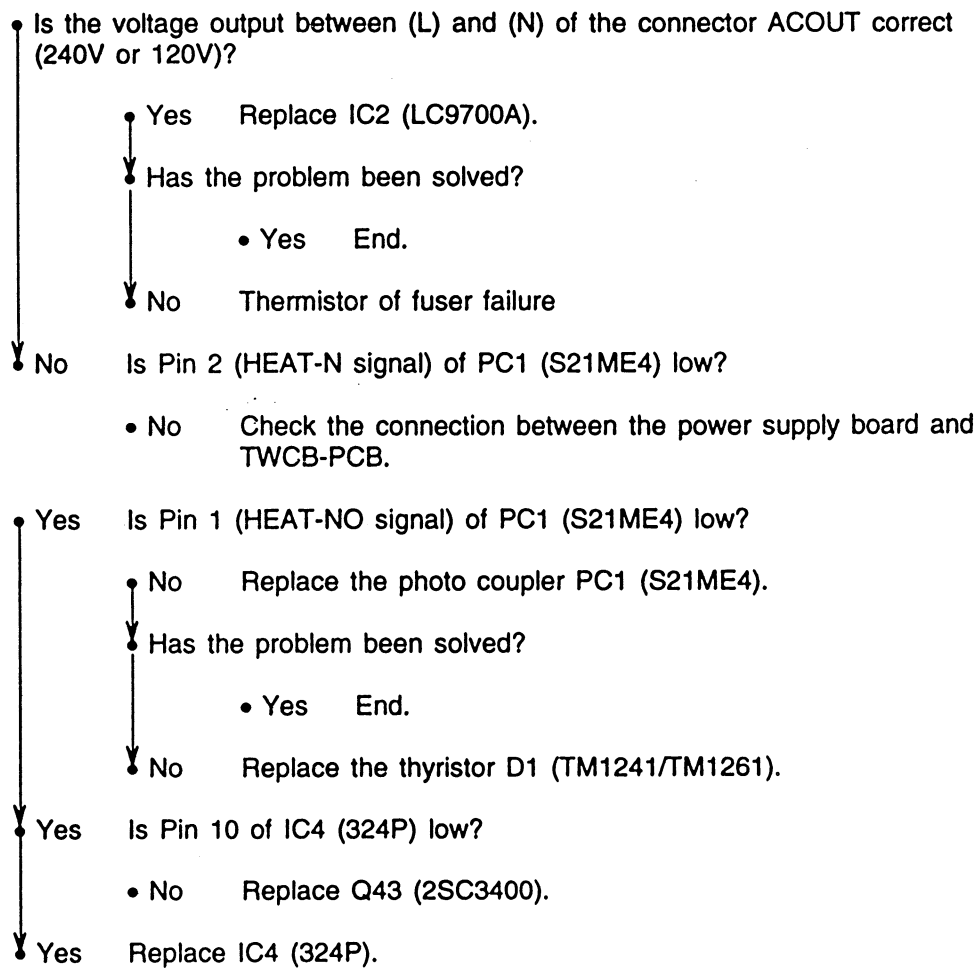 • Is the voltage output between (L) and (N) of the connector ACOUT correct
(240V or 120V)?
• Yes Replace IC2 (LC9700A).
• Has the problem been solved?
• Yes End.
• No Thermistor of fuser failure
• No Is Pin 2 (HEAT-N signal) of PC1 (S21ME4) low?
• No Check the connection between the power supply board and
TWCB-PCB.
• Yes Is Pin 1 (HEAT-NO signal) of PC1 (S21ME4) low?
• No Replace the photo coupler PC1 (S21ME4).
• Has the problem been solved?
• Yes End.
• No Replace the thyristor D1 (TM1241/TM1261).
• Yes Is Pin 10 of IC4 (324P) low?
• No Replace Q43 (2SC3400).
• Yes Replace IC4 (324P).